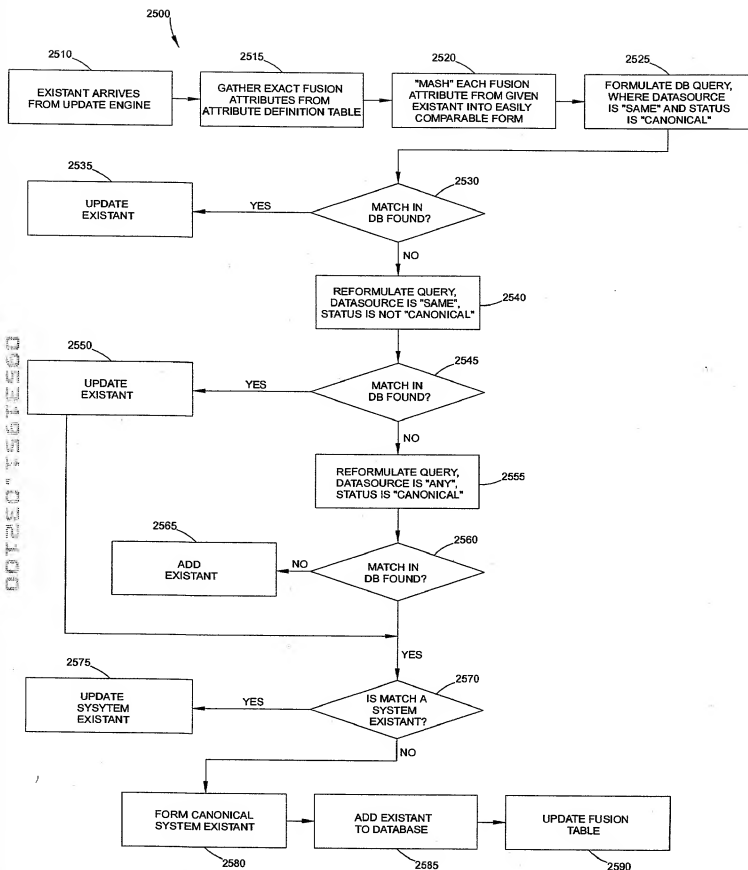 2500
2510
EXISTANT ARRIVES
FROM UPDATE ENGINE
2515
GATHER EXACT FUSION
ATTRIBUTES FROM
ATTRIBUTE DEFINITION TABLE
2520
"MASH" EACH FUSION
ATTRIBUTE FROM GIVEN
EXISTANT INTO EASILY
COMPARABLE FORM
2525
FORMULATE DB QUERY,
WHERE DATASOURCE
IS "SAME" AND STATUS
IS "CANONICAL"
2530
MATCH IN
DB FOUND?
YES
2535
UPDATE
EXISTANT
NO
REFORMULATE QUERY,
DATASOURCE IS "SAME",
STATUS IS NOT "CANONICAL"
2540
2545
MATCH IN
DB FOUND?
YES
2550
UPDATE
EXISTANT
NO
REFORMULATE QUERY,
DATASOURCE IS "ANY",
STATUS IS "CANONICAL"
2555
2560
MATCH IN
DB FOUND?
NO
2565
ADD
EXISTANT
YES
2570
IS MATCH A
SYSTEM
EXISTANT?
YES
2575
UPDATE
SYSYTEM
EXISTANT
NO
FORM CANONICAL
SYSTEM EXISTANT
2580
ADD EXISTANT
TO DATABASE
2585
UPDATE FUSION
TABLE
2590